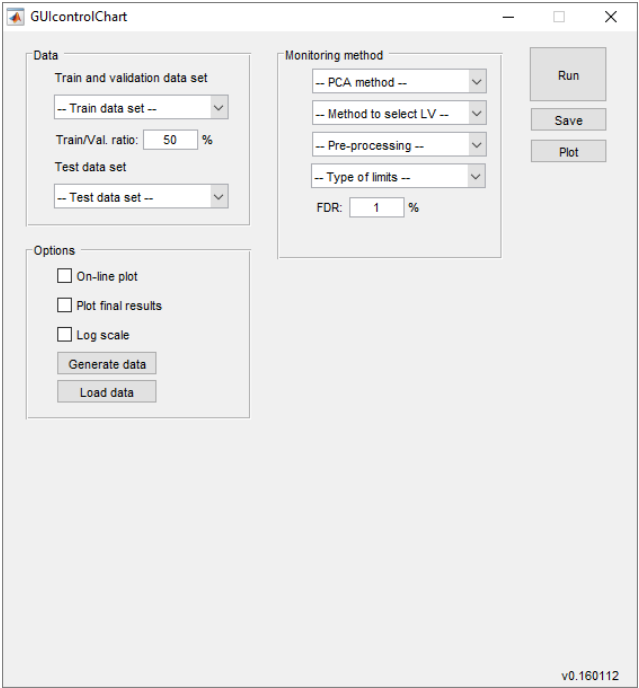 GUIcontrolChart
Data
Train and validation data set
-- Train data set --
Train/Val. ratio: 50 %
Test data set
-- Test data set --
Monitoring method
-- PCA method --
-- Method to select LV --
-- Pre-processing --
-- Type of limits --
FDR: 1 %
Run
Save
Plot
Options
On-line plot
Plot final results
Log scale
Generate data
Load data
v0.160112